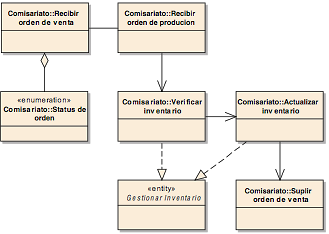 Comisariato::Recibir
orden de venta
Comisariato::Recibir
orden de producion
«enumeration»
Comisariato::Status de
orden
Comisariato::Verificar
inventario
Comisariato::Actualizar
inventario
«entity»
Gestionar Inventario
Comisariato::Suplir
orden de venta